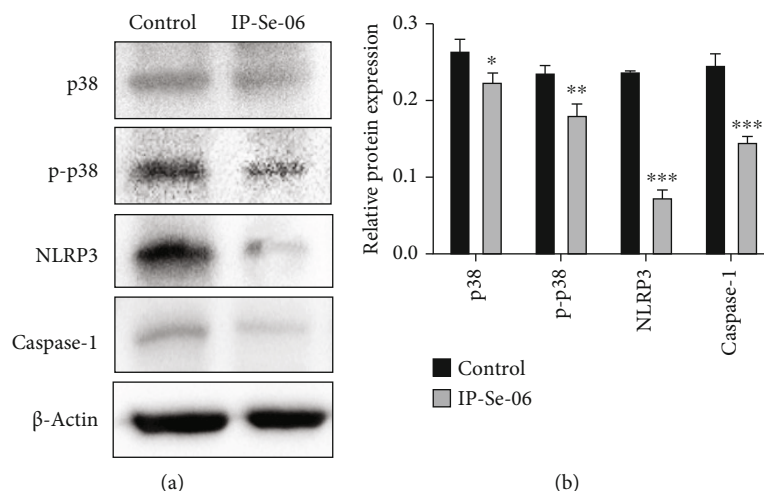 Control IP-Se-06
p38
p-p38
NLRP3
Caspase-1
β-Actin
(a)
Relative protein expression
0.3
0.2
0.1
0.0
*
**
***
***
p38
p-p38
NLRP3
Caspase-1
Control
IP-Se-06
(b)